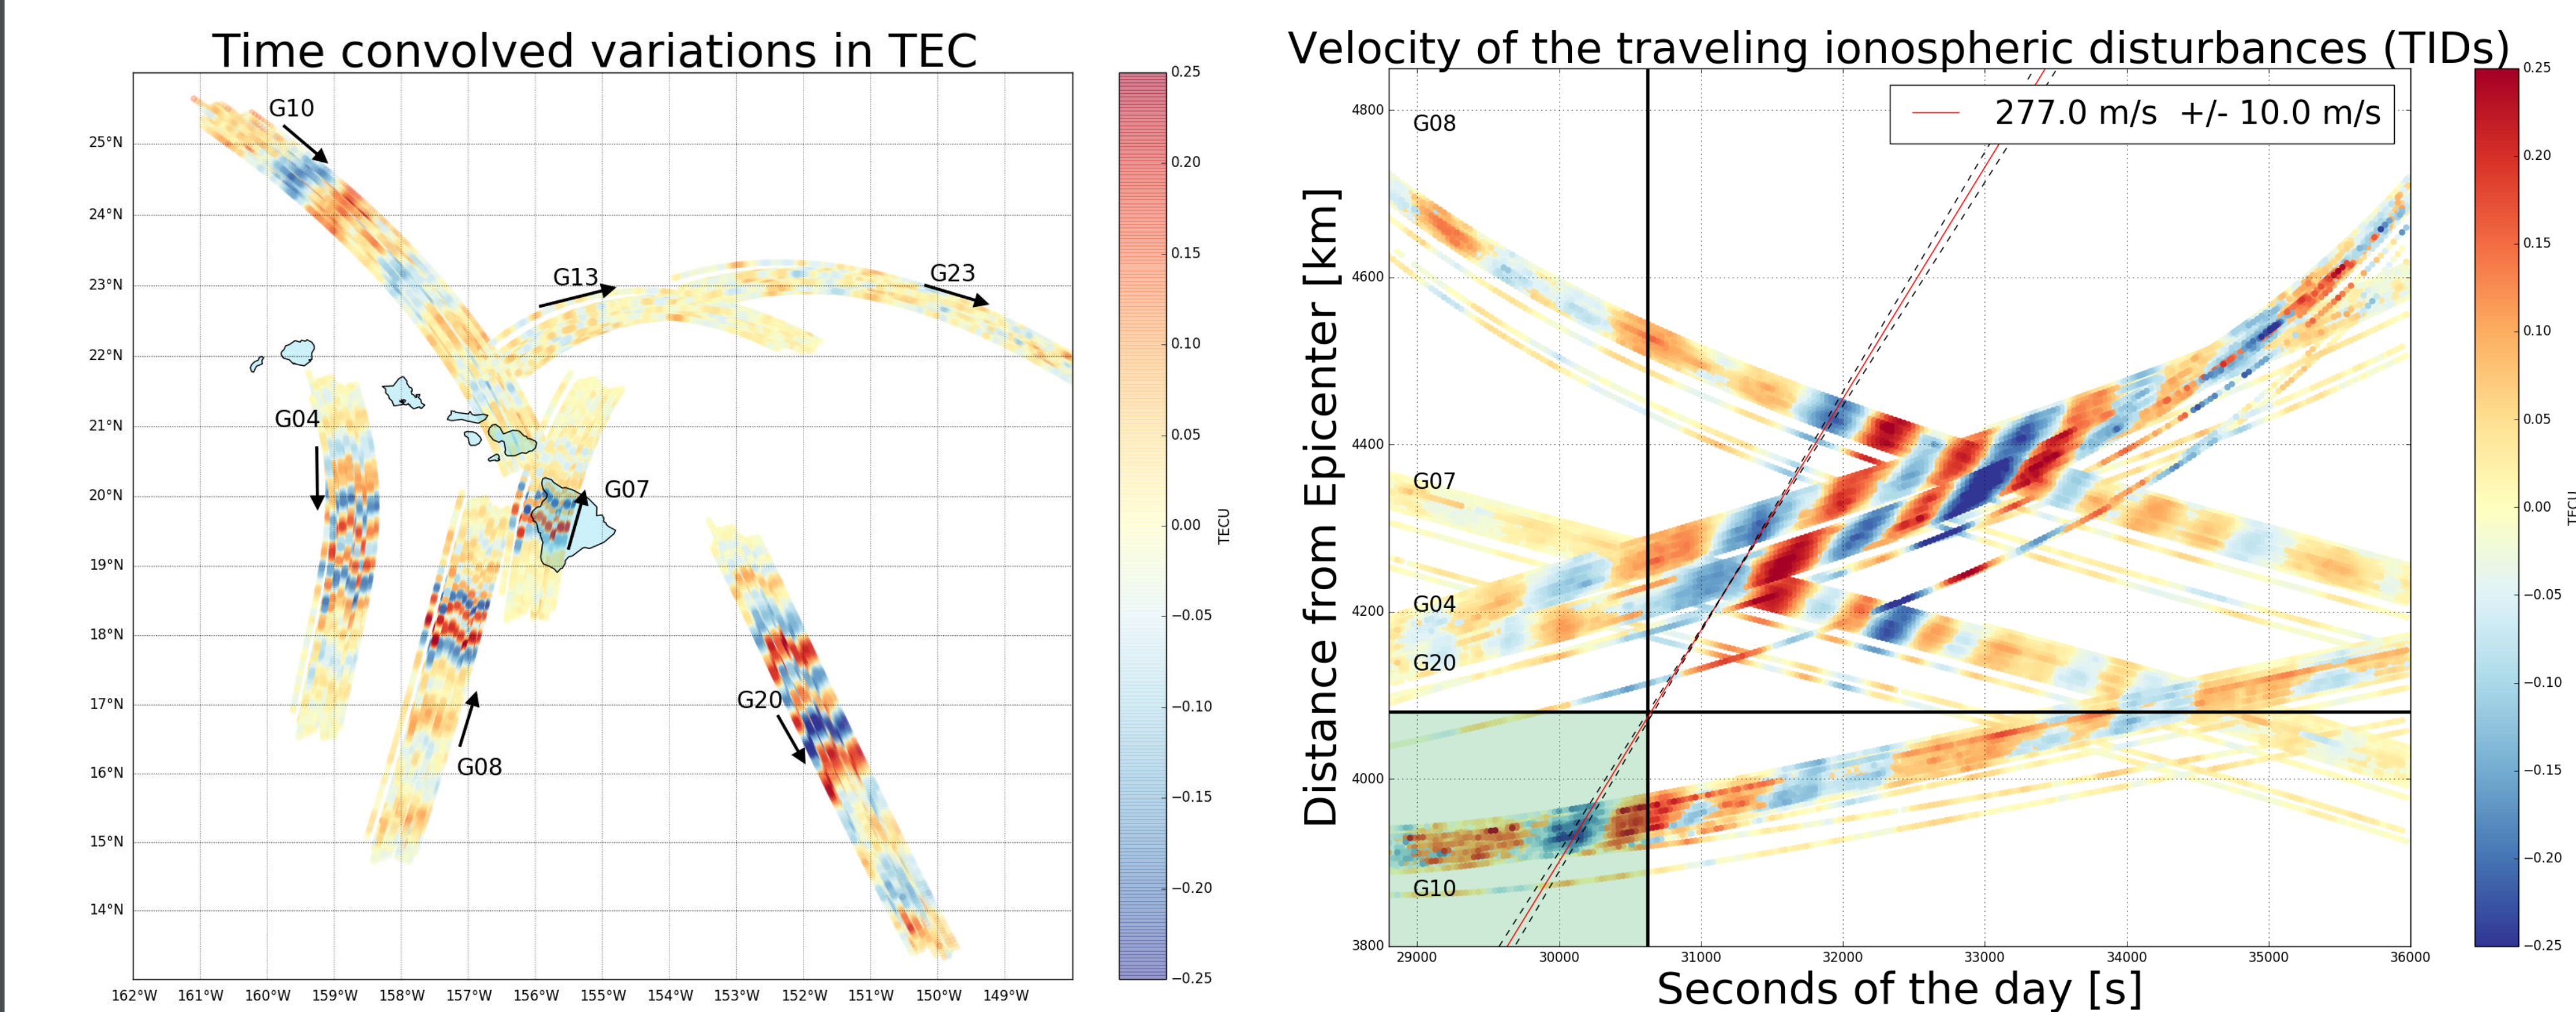 Time convolved variations in TEC
G10
G13
G23
G04
G07
G20
G08
25°N
24°N
23°N
22°N
21°N
20°N
19°N
18°N
17°N
16°N
15°N
14°N
162°W 161°W 160°W 159°W 158°W 157°W 156°W 155°W 154°W 153°W 152°W 151°W 150°W 149°W
0.25
0.20
0.15
0.10
0.05
0.00
−0.05
−0.10
−0.15
−0.20
−0.25
TECU
Velocity of the traveling ionospheric disturbances (TIDs)
277.0 m/s +/- 10.0 m/s
Distance from Epicenter [km]
4800
4600
4400
4200
4000
3800
G08
G07
G04
G20
G10
29000 30000 31000 32000 33000 34000 35000 36000
Seconds of the day [s]
0.25
0.20
0.15
0.10
0.05
0.00
−0.05
−0.10
−0.15
−0.20
−0.25
TECU